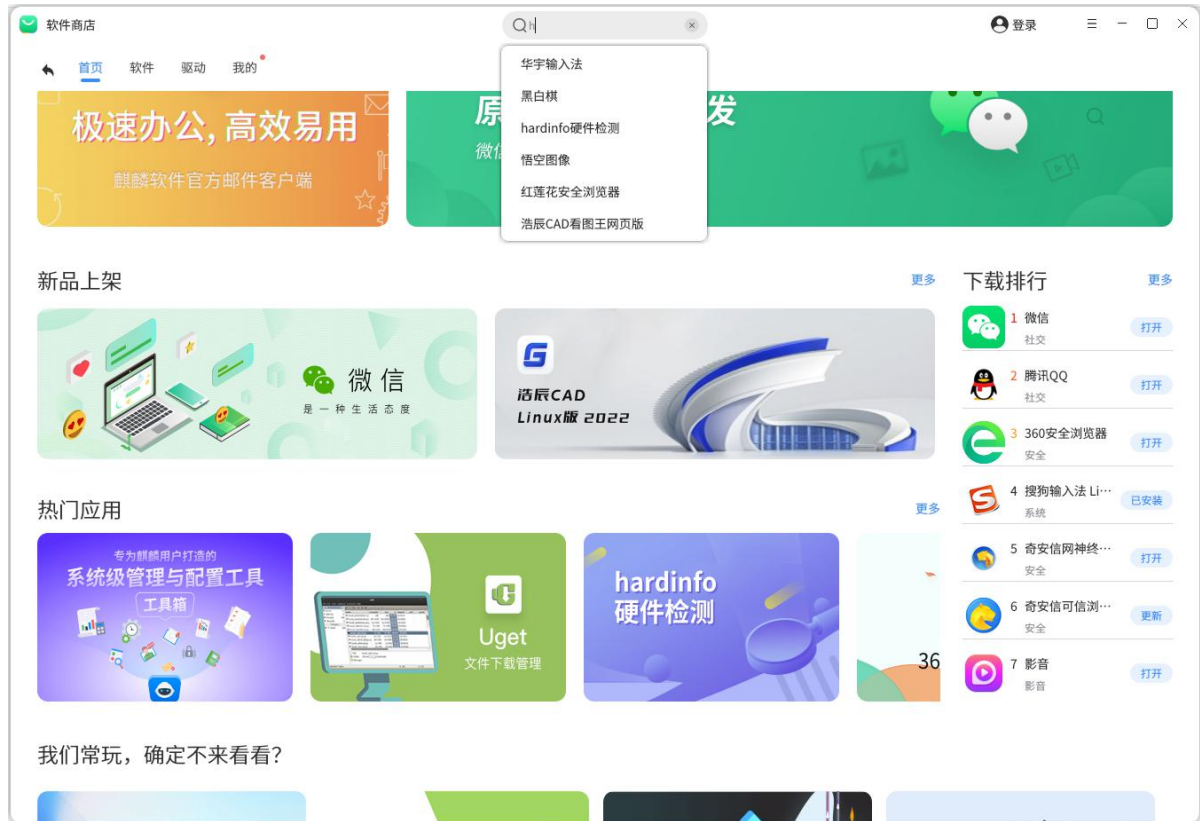 软件商店
h
登录
首页
软件
驱动
我的
华宇输入法
黑白棋
hardinfo硬件检测
悟空图像
红莲花安全浏览器
浩辰CAD看图王网页版
极速办公,高效易用
麒麟软件官方邮件客户端
原
发
微信
新品上架
更多
微信
是一种生活态度
浩辰CAD
Linux版 2022
热门应用
更多
专为麒麟用户打造的
系统级管理与配置工具
工具箱
Uget
文件下载管理
hardinfo
硬件检测
36
下载排行
更多
1 微信
社交
打开
2 腾讯QQ
社交
打开
3 360安全浏览器
安全
打开
4 搜狗输入法 Li…
系统
已安装
5 奇安信网神终…
安全
打开
6 奇安信可信浏…
安全
更新
7 影音
影音
打开
我们常玩，确定不来看看?